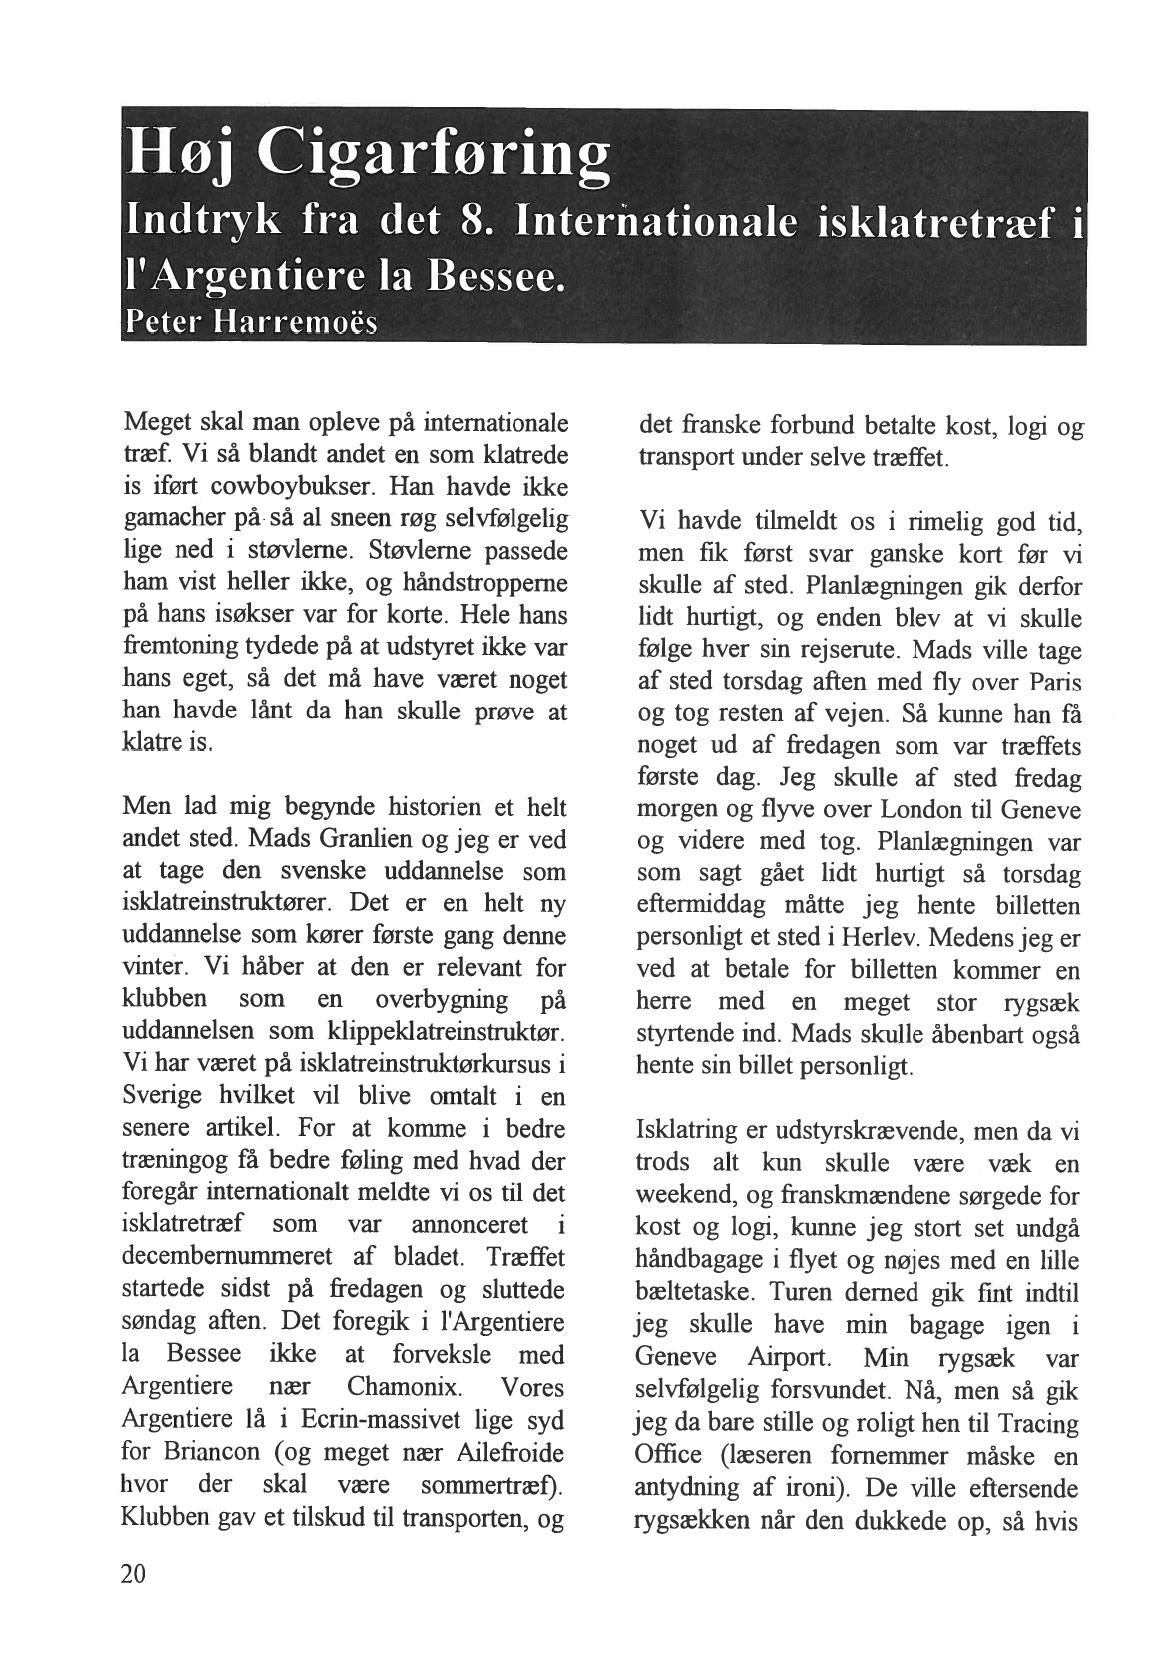 Høj Cigarføring
Indtryk fra det 8. Internationale isklatretræf i
l'Argentiere la Bessee.
Peter Harremoës
Meget skal man opleve på internationale
træf. Vi så blandt andet en som klatrede
is iført cowboybukser. Han havde ikke
gamacher på så al sneen røg selvfølgelig
lige ned i støvlerne. Støvlerne passede
ham vist heller ikke, og håndstropperne
på hans isøkser var for korte. Hele hans
fremtoning tydede på at udstyret ikke var
hans eget, så det må have været noget
han havde lånt da han skulle prøve at
klatre is.
Men lad mig begynde historien et helt
andet sted. Mads Granlien og jeg er ved
at tage den svenske uddannelse som
isklatreinstruktører. Det er en helt ny
uddannelse som kører første gang denne
vinter. Vi håber at den er relevant for
klubben som en overbygning på
uddannelsen som klippeklatreinstruktør.
Vi har været på isklatreinstruktørkursus i
Sverige hvilket vil blive omtalt i en
senere artikel. For at komme i bedre
træningog få bedre føling med hvad der
foregår internationalt meldte vi os til det
isklatretræf som var annonceret i
decembernummeret af bladet. Træffet
startede sidst på fredagen og sluttede
søndag aften. Det foregik i l'Argentiere
la Bessee ikke at forveksle med
Argentiere nær Chamonix. Vores
Argentiere lå i Ecrin-massivet lige syd
for Briancon (og meget nær Ailefroide
hvor der skal være sommertræf).
Klubben gav et tilskud til transporten, og
det franske forbund betalte kost, logi og
transport under selve træffet.
Vi havde tilmeldt os i rimelig god tid,
men fik først svar ganske kort før vi
skulle af sted. Planlægningen gik derfor
lidt hurtigt, og enden blev at vi skulle
følge hver sin rejserute. Mads ville tage
af sted torsdag aften med fly over Paris
og tog resten af vejen. Så kunne han få
noget ud af fredagen som var træffets
første dag. Jeg skulle af sted fredag
morgen og flyve over London til Geneve
og videre med tog. Planlægningen var
som sagt gået lidt hurtigt så torsdag
eftermiddag måtte jeg hente billetten
personligt et sted i Herlev. Medens jeg er
ved at betale for billetten kommer en
herre med en meget stor rygsæk
styrtende ind. Mads skulle åbenbart også
hente sin billet personligt.
Isklatring er udstyrskrævende, men da vi
trods alt kun skulle være væk en
weekend, og franskmændene sørgede for
kost og logi, kunne jeg stort set undgå
håndbagage i flyet og nøjes med en lille
bæltetaske. Turen derned gik fint indtil
jeg skulle have min bagage igen i
Geneve Airport. Min rygsæk var
selvfølgelig forsvundet. Nå, men så gik
jeg da bare stille og roligt hen til Tracing
Office (læseren fornemmer måske en
antydning af ironi). De ville eftersende
rygsækken når den dukkede op, så hvis
20